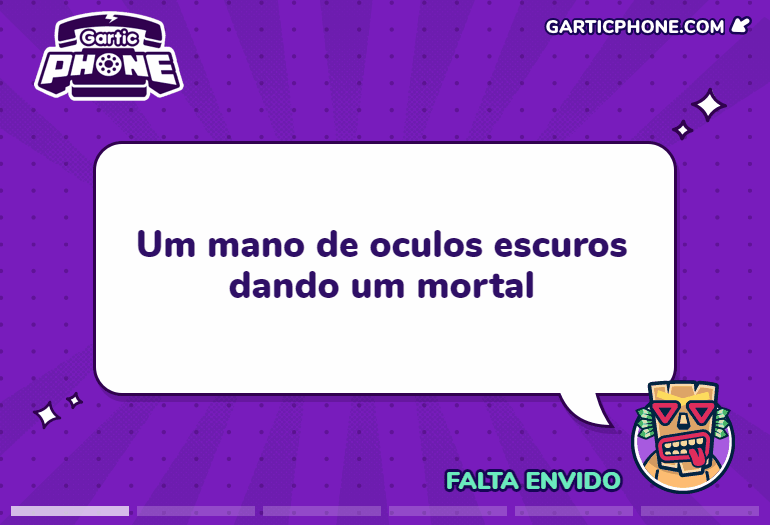 Gartic
PHONE
GARTICPHONE.COM
Um mano de oculos escuros
dando um mortal
FALTA ENVIDO